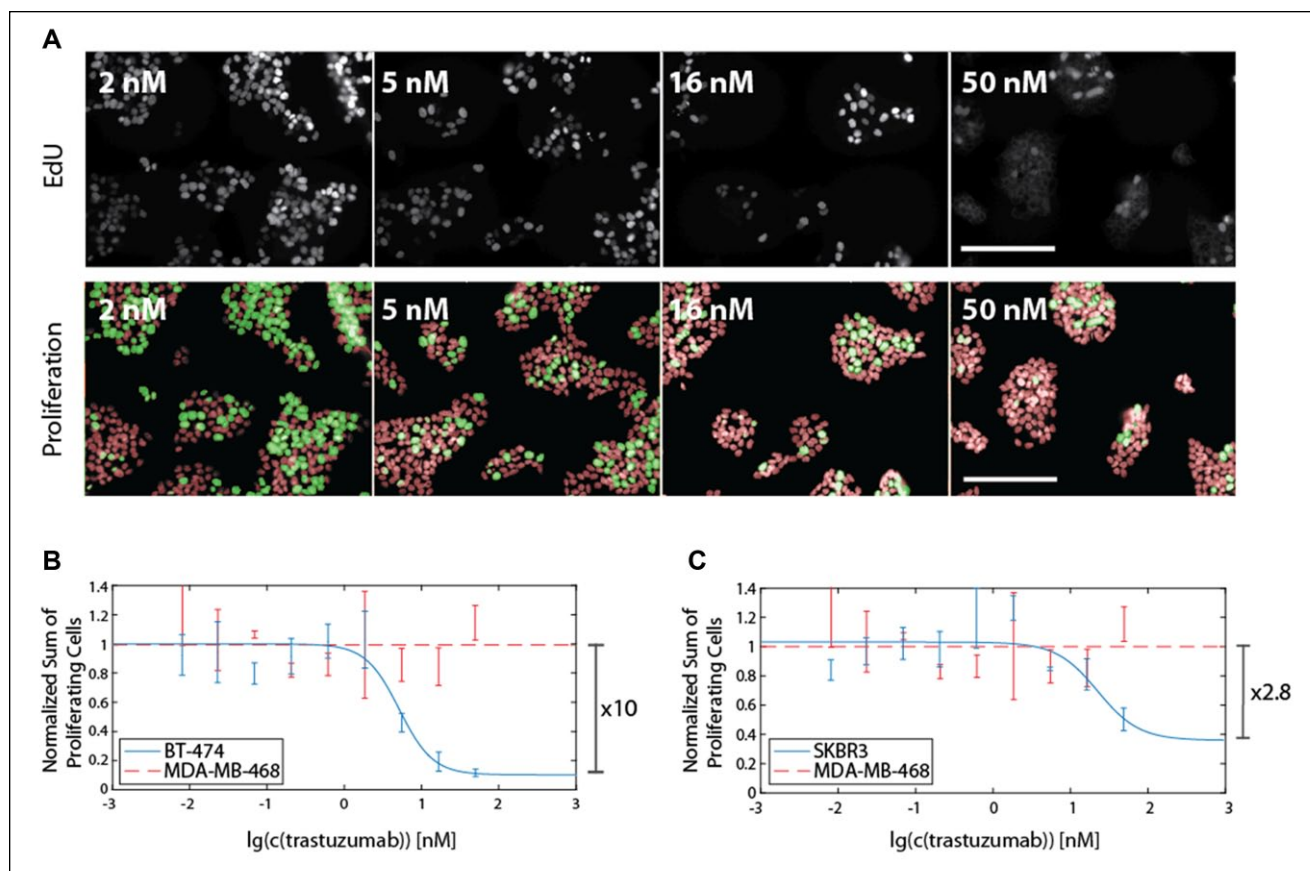 A
EdU
2 nM
5 nM
16 nM
50 nM
Proliferation
2 nM
5 nM
16 nM
50 nM
B
Normalized Sum of
Proliferating Cells
1.4
1.2
1
0.8
0.6
0.4
0.2
0
BT-474
MDA-MB-468
-3
-2
-1
0
1
2
3
lg(c(trastuzumab)) [nM]
x10
C
Normalized Sum of
Proliferating Cells
1.4
1.2
1
0.8
0.6
0.4
0.2
0
SKBR3
MDA-MB-468
-3
-2
-1
0
1
2
3
lg(c(trastuzumab)) [nM]
x2.8